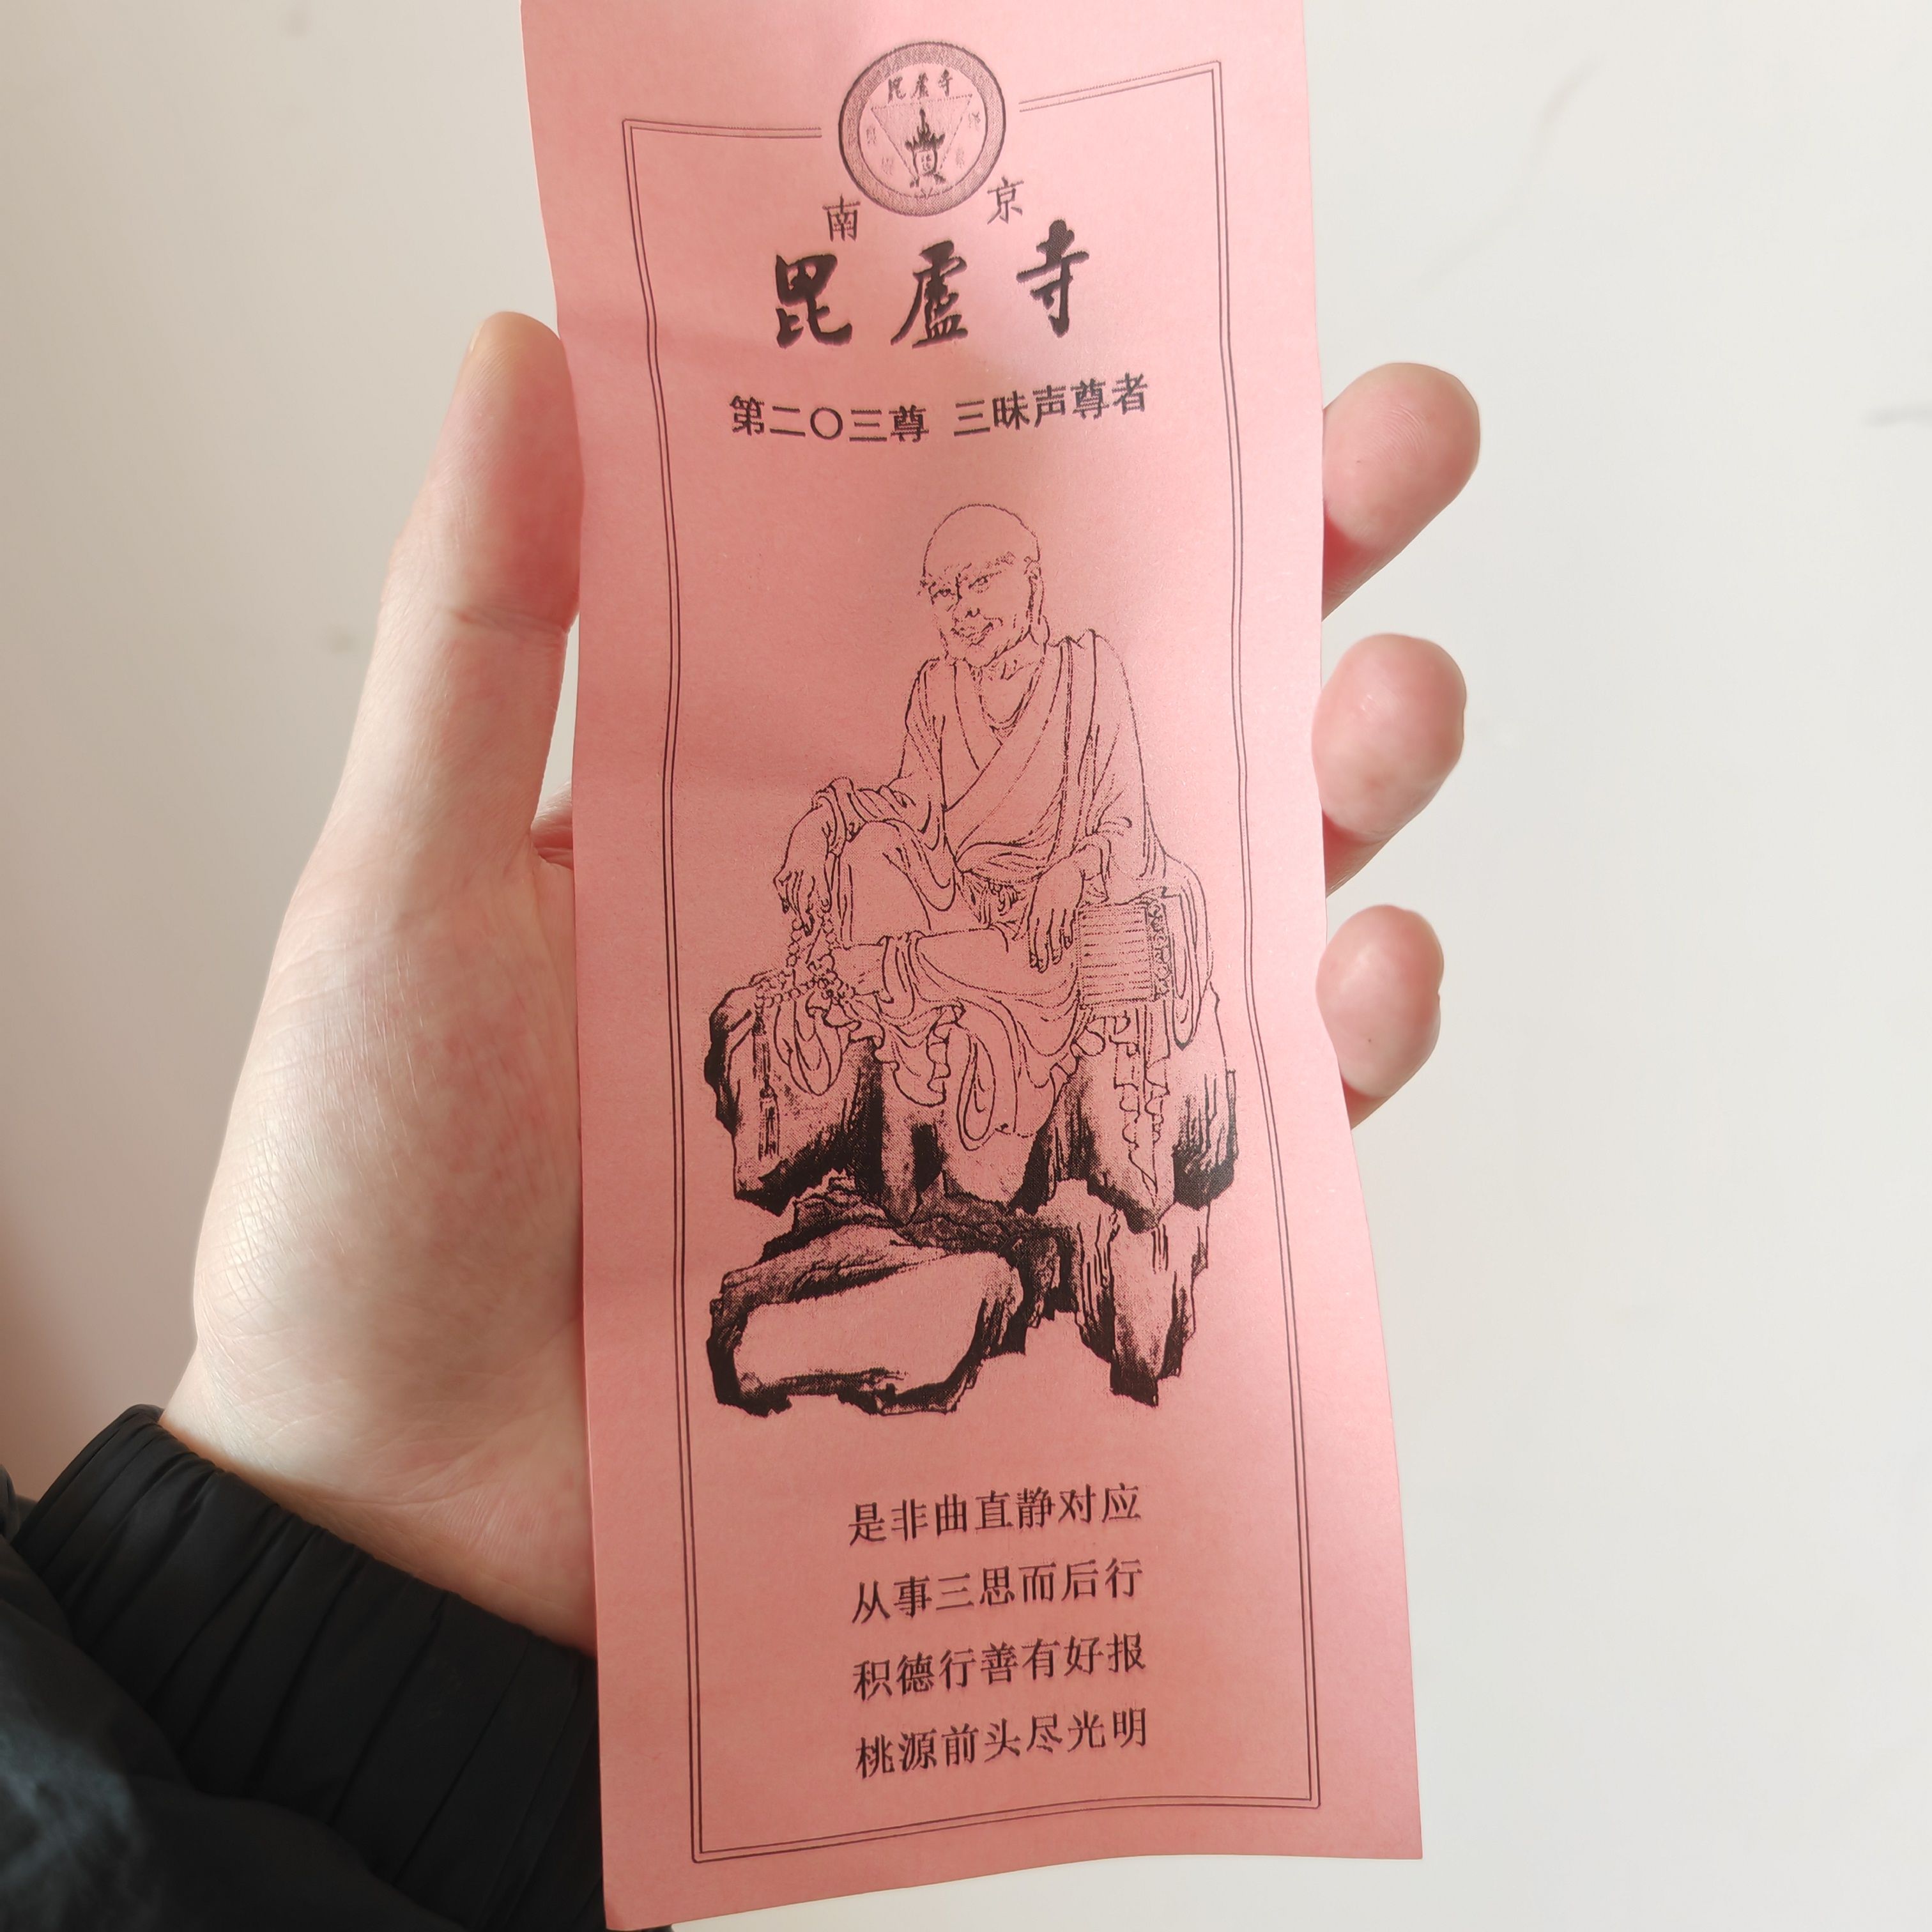 毘盧寺
南京
毘盧寺
第二〇三尊 三昧声尊者
是非曲直静对应
从事三思而后行
积德行善有好报
桃源前头尽光明